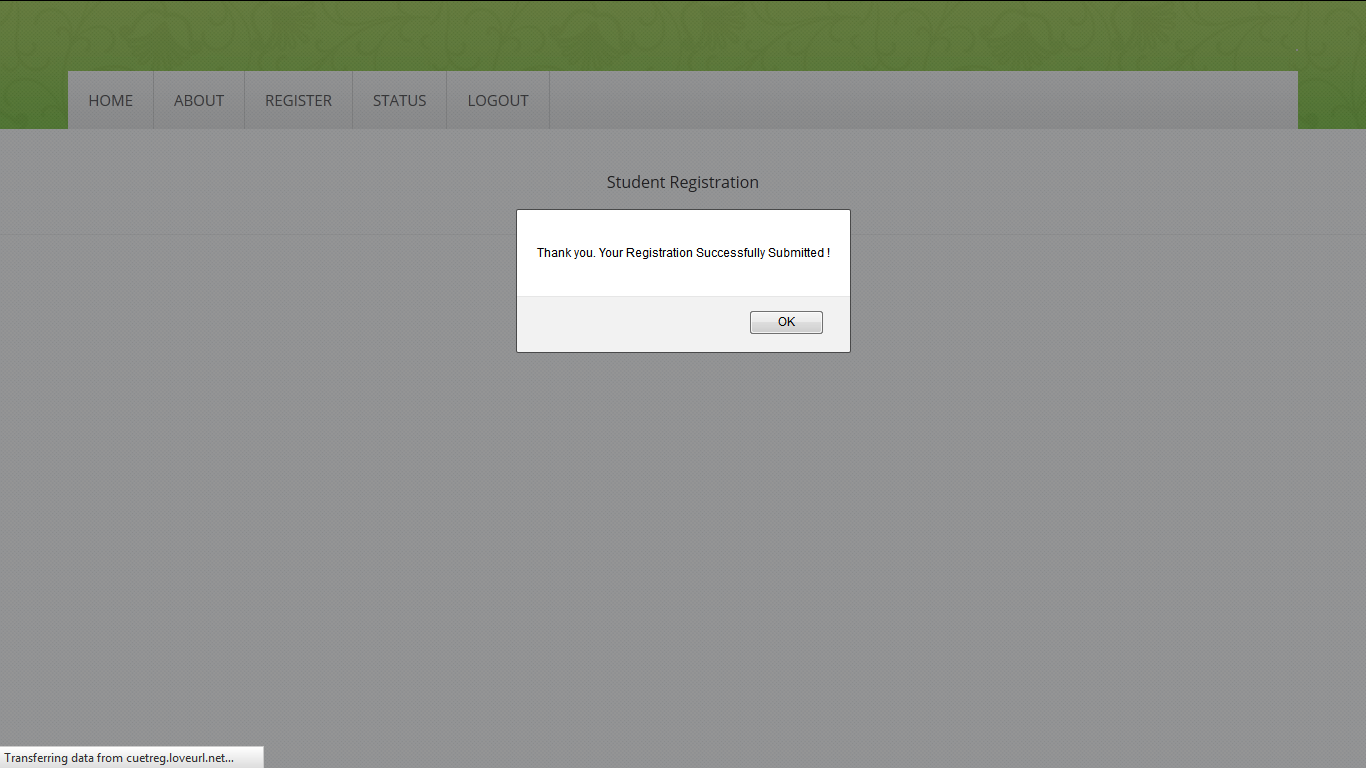 HOME ABOUT REGISTER STATUS LOGOUT
Student Registration
Thank you. Your Registration Successfully Submitted !
OK
Transferring data from cuetreg.loveurl.net...